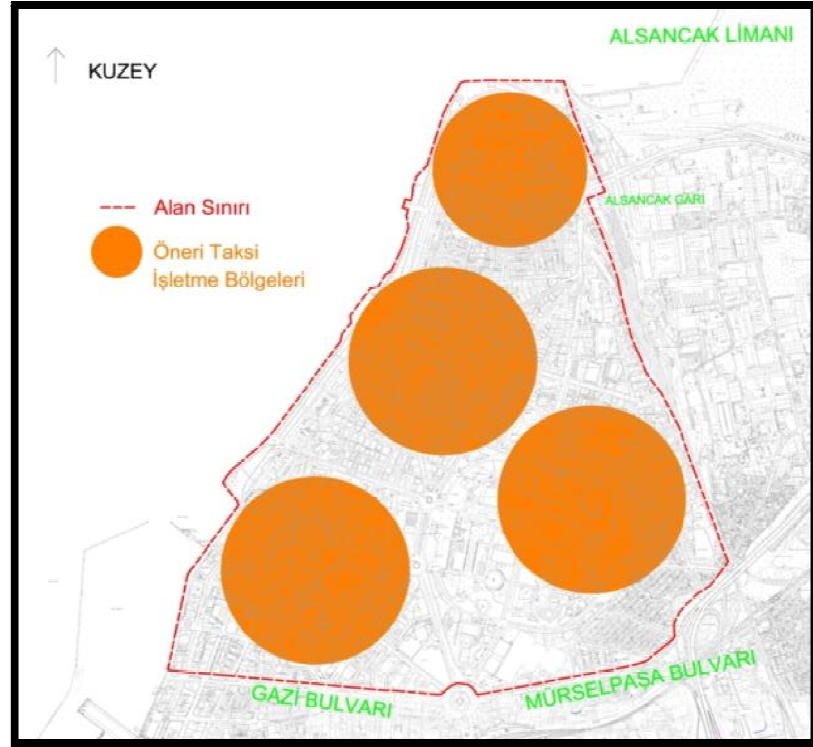 ALSANCAK LİMANI
KUZEY
Alan Sınırı
ALSANCAK GARI
Öneri Taksi
İşletme Bölgeleri
GAZİ BULVARI
MÜRSELPAŞA BULVARI